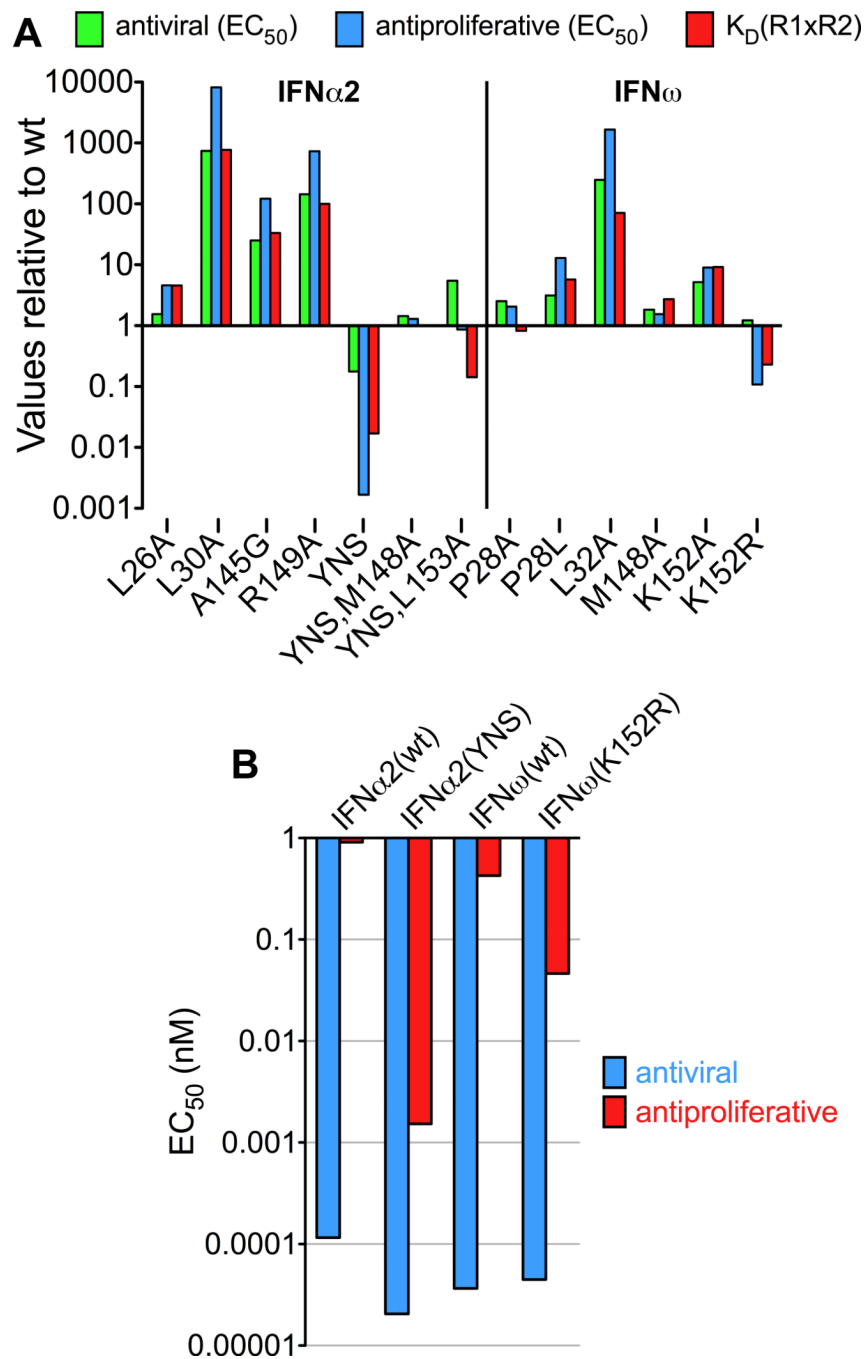 A
antiviral (EC50) antiproliferative (EC50) KD(R1xR2)
IFNα2 IFNω
Values relative to wt
10000
1000
100
10
1
0.1
0.01
0.001
L26A L30A A145G R149A YNS YNS,M148A YNS,L153A P28A P28L L32A M148A K152A K152R
B
IFNα2(wt) IFNα2(YNS) IFNω(wt) IFNω(K152R)
EC50 (nM)
1
0.1
0.01
0.001
0.0001
0.00001
antiviral
antiproliferative